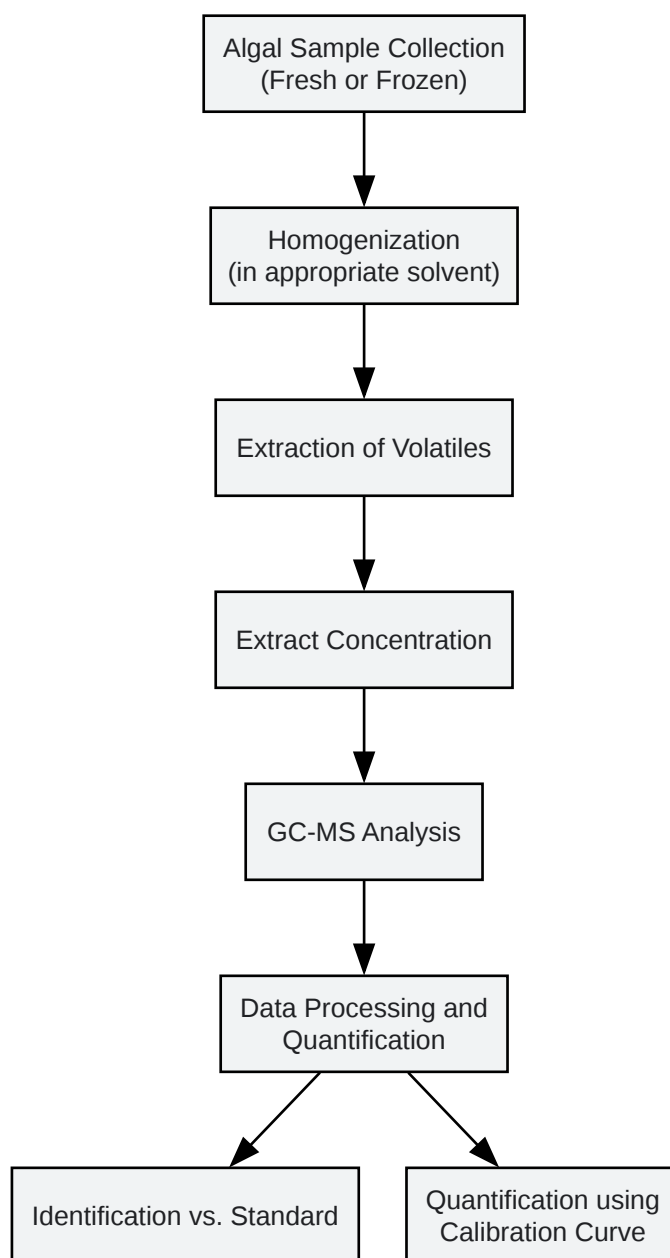 Algal Sample Collection
(Fresh or Frozen)
Homogenization
(in appropriate solvent)
Extraction of Volatiles
Extract Concentration
GC-MS Analysis
Data Processing and
Quantification
Identification vs. Standard
Quantification using
Calibration Curve